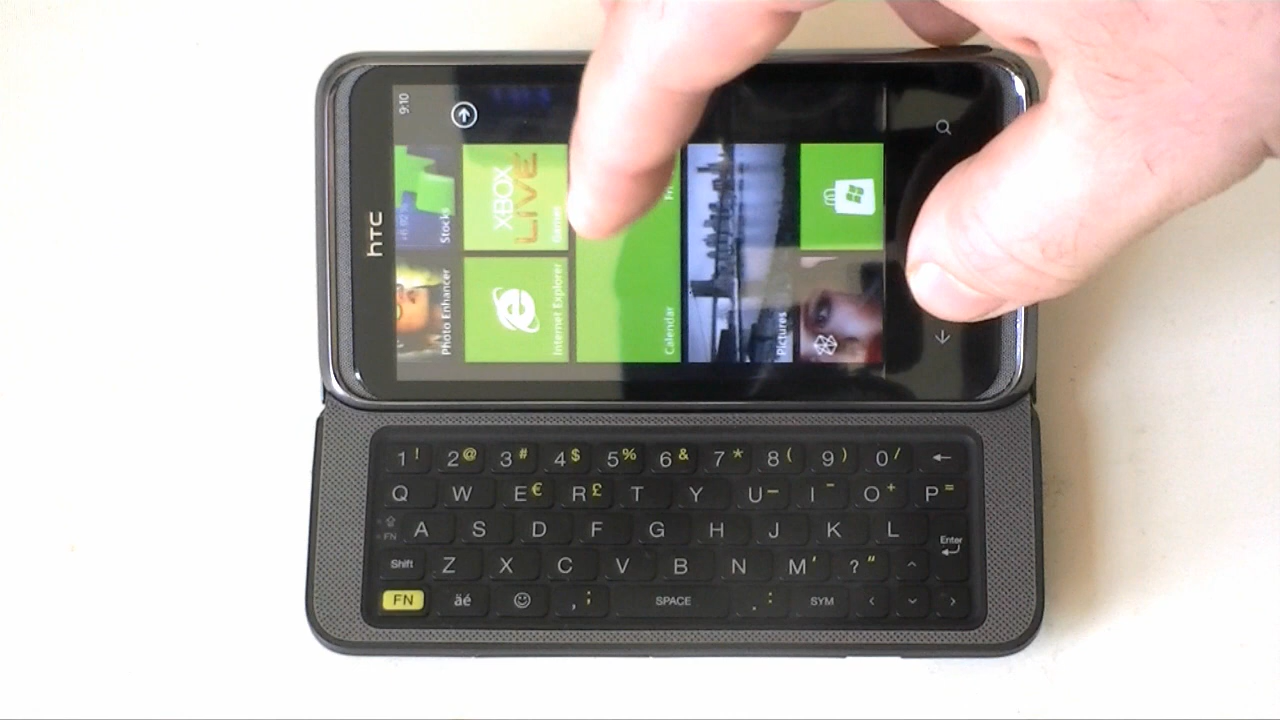 9:10
hTC
Stocks
XBOX
LIVE
Games
Photo Enhancer
Internet Explorer
Calendar
Pictures
1 ! 2 @ 3 # 4 $ 5 % 6 & 7 * 8 ( 9 ) 0 / ←
Q W E € R £ T Y U – I - O + P =
FN A S D F G H J K L Enter
Shift Z X C V B N M ' ? " ^
FN äé ☺ , ; SPACE . : SYM < ⌄ >